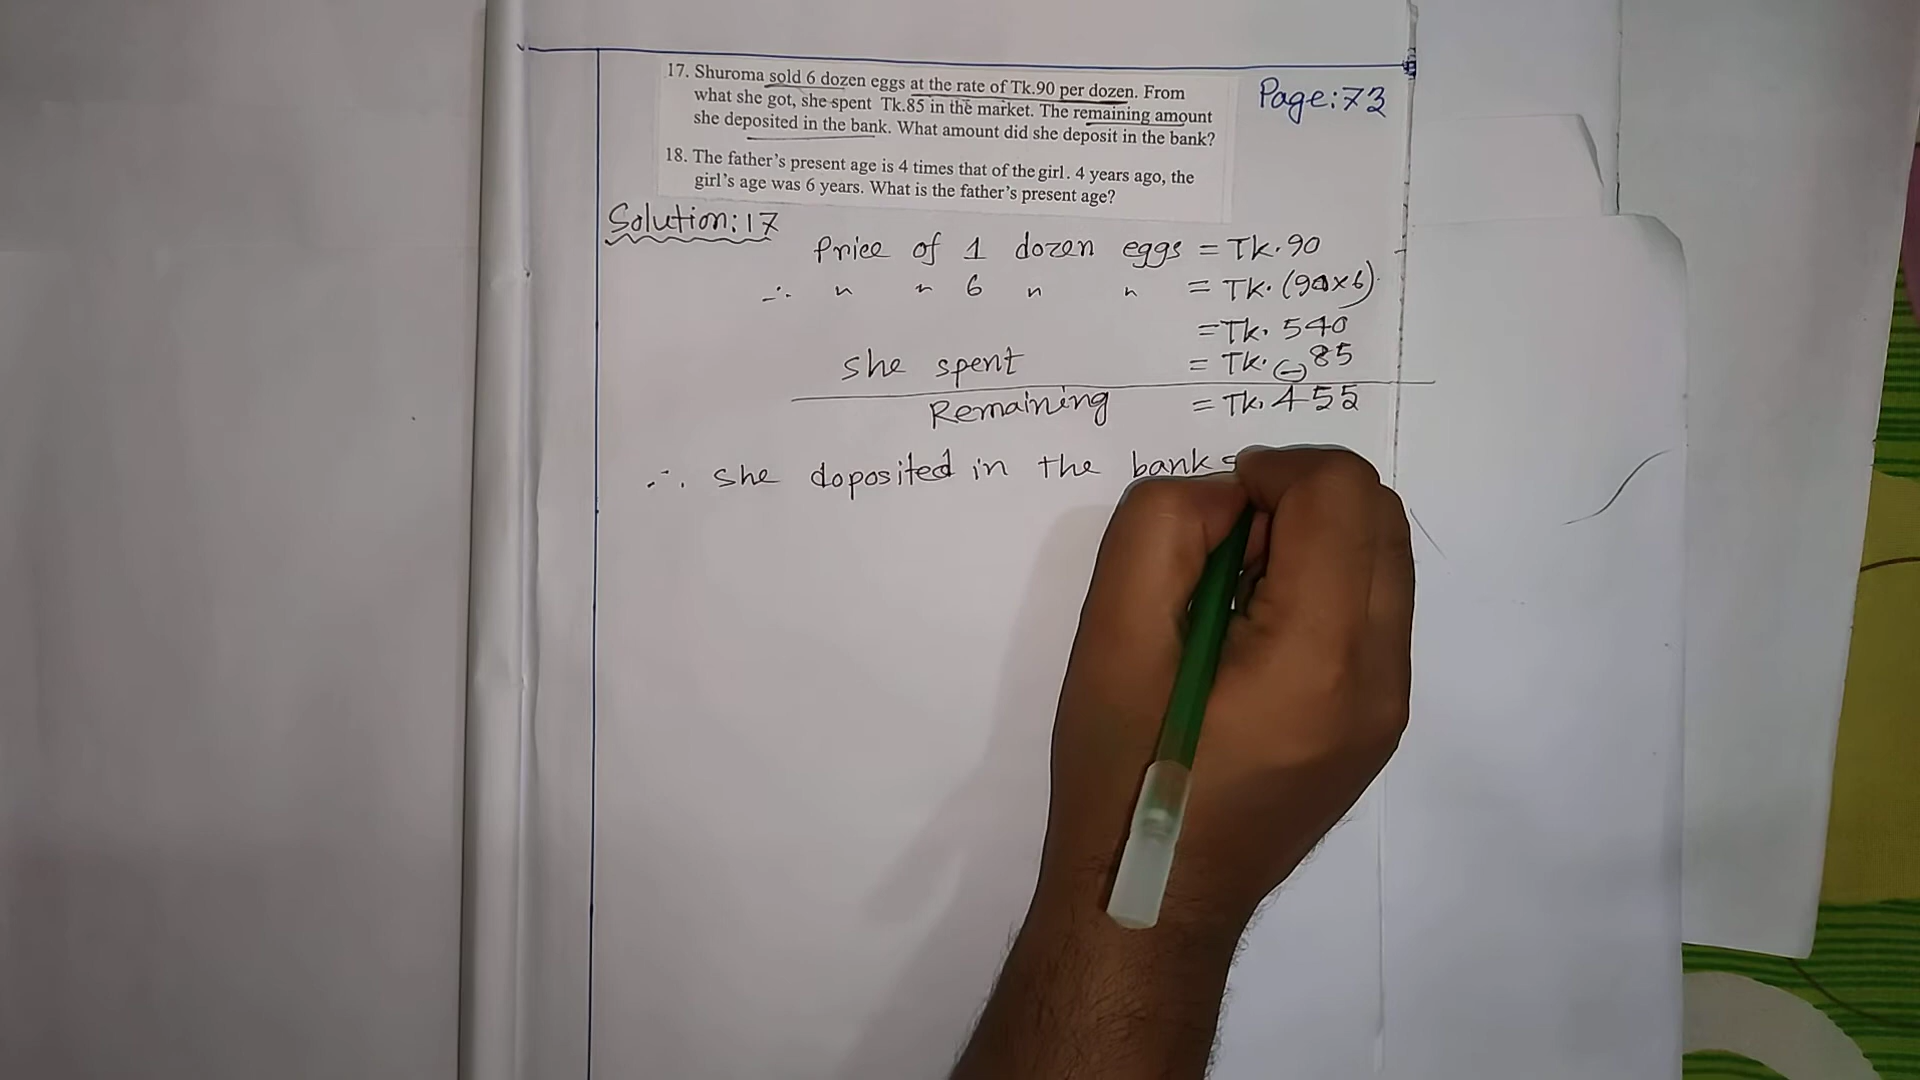 17. Shuroma sold 6 dozen eggs at the rate of Tk.90 per dozen. From
what she got, she spent Tk.85 in the market. The remaining amount
she deposited in the bank. What amount did she deposit in the bank?
Page:73
18. The father's present age is 4 times that of the girl. 4 years ago, the
girl's age was 6 years. What is the father's present age?
Solution:17
Price of 1 dozen eggs = Tk.90
∴ " " 6 " " = Tk. (90×6)
=Tk. 540
She spent = Tk. (-) 85
Remaining = Tk. 455
∴ She doposited in the bank